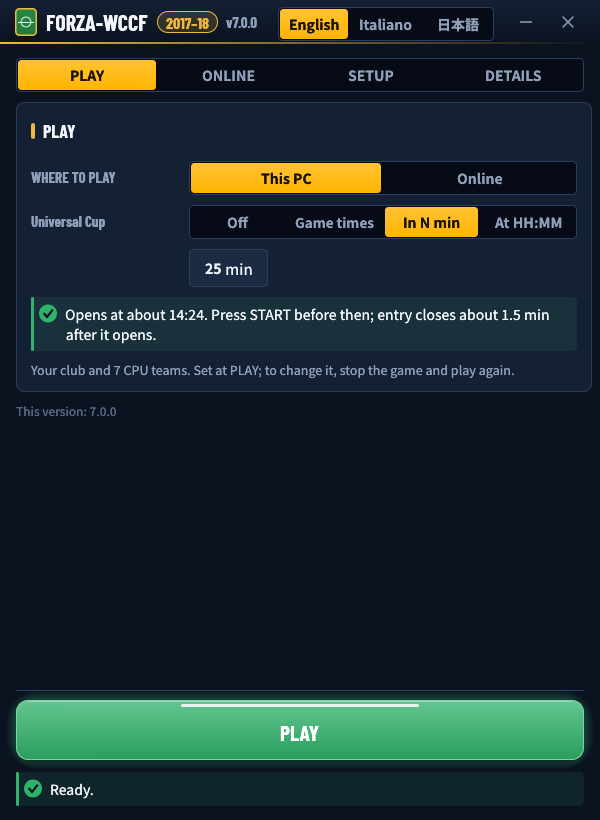 FORZA-WCCF 2017-18 v7.0.0 English Italiano 日本語
PLAY ONLINE SETUP DETAILS
PLAY
WHERE TO PLAY This PC Online
Universal Cup Off Game times In N min At HH:MM
25 min
Opens at about 14:24. Press START before then; entry closes about 1.5 min
after it opens.
Your club and 7 CPU teams. Set at PLAY; to change it, stop the game and play again.
This version: 7.0.0
PLAY
Ready.